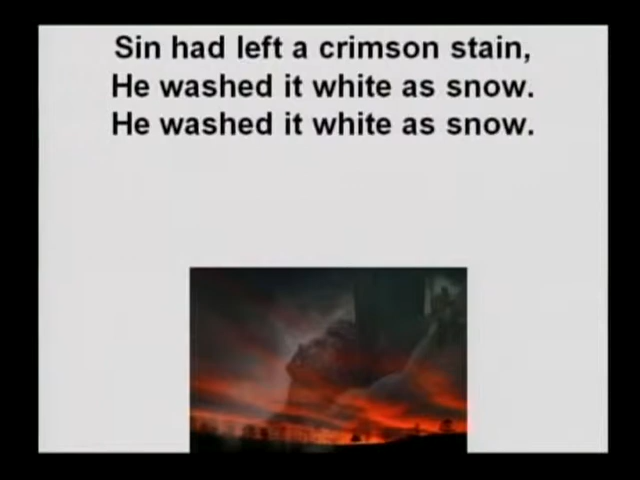 Sin had left a crimson stain,
He washed it white as snow.
He washed it white as snow.